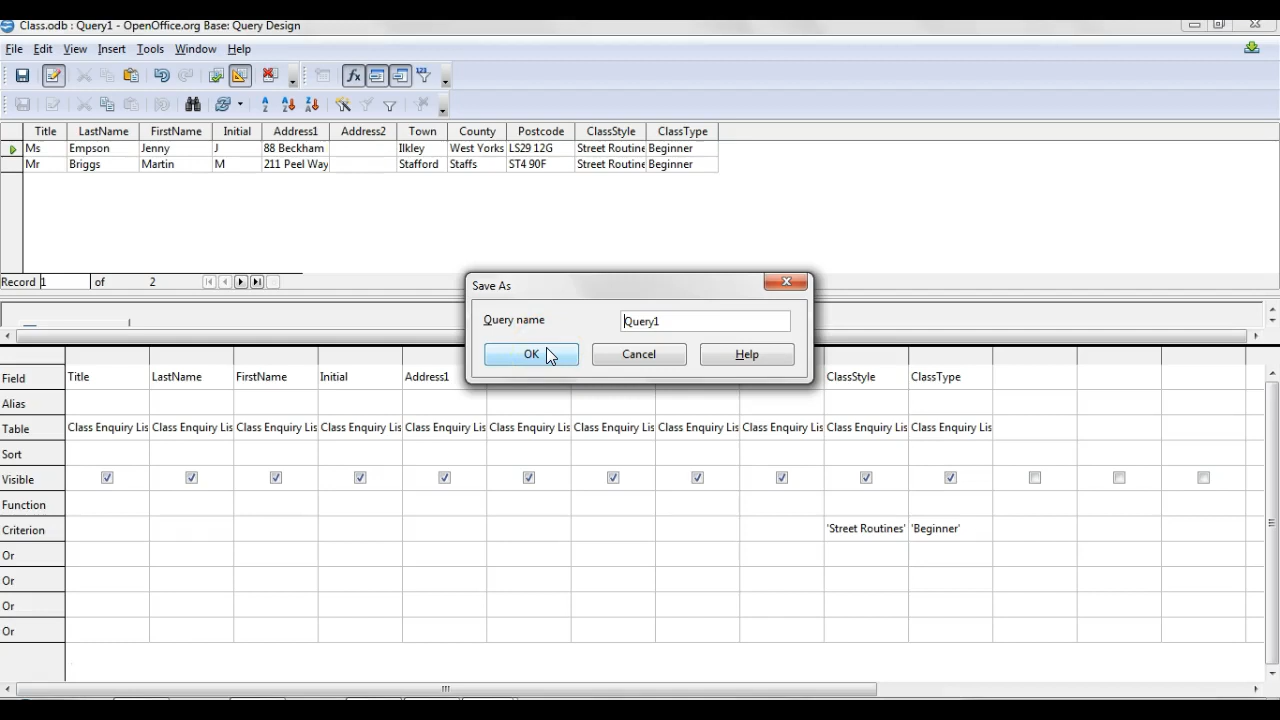 Class.odb : Query1 - OpenOffice.org Base: Query Design
File Edit View Insert Tools Window Help
Title LastName FirstName Initial Address1 Address2 Town County Postcode ClassStyle ClassType
Ms Empson Jenny J 88 Beckham Ilkley West Yorks LS29 12G Street Routine Beginner
Mr Briggs Martin M 211 Peel Way Stafford Staffs ST4 90F Street Routine Beginner
Record 1 of 2
Save As
Query name Query1
OK Cancel Help
Field Title LastName FirstName Initial Address1 ClassStyle ClassType
Alias
Table Class Enquiry Lis Class Enquiry Lis Class Enquiry Lis Class Enquiry Lis Class Enquiry Lis Class Enquiry Lis Class Enquiry Lis Class Enquiry Lis Class Enquiry Lis Class Enquiry Lis Class Enquiry Lis
Sort
Visible
Function
Criterion 'Street Routines' 'Beginner'
Or
Or
Or
Or